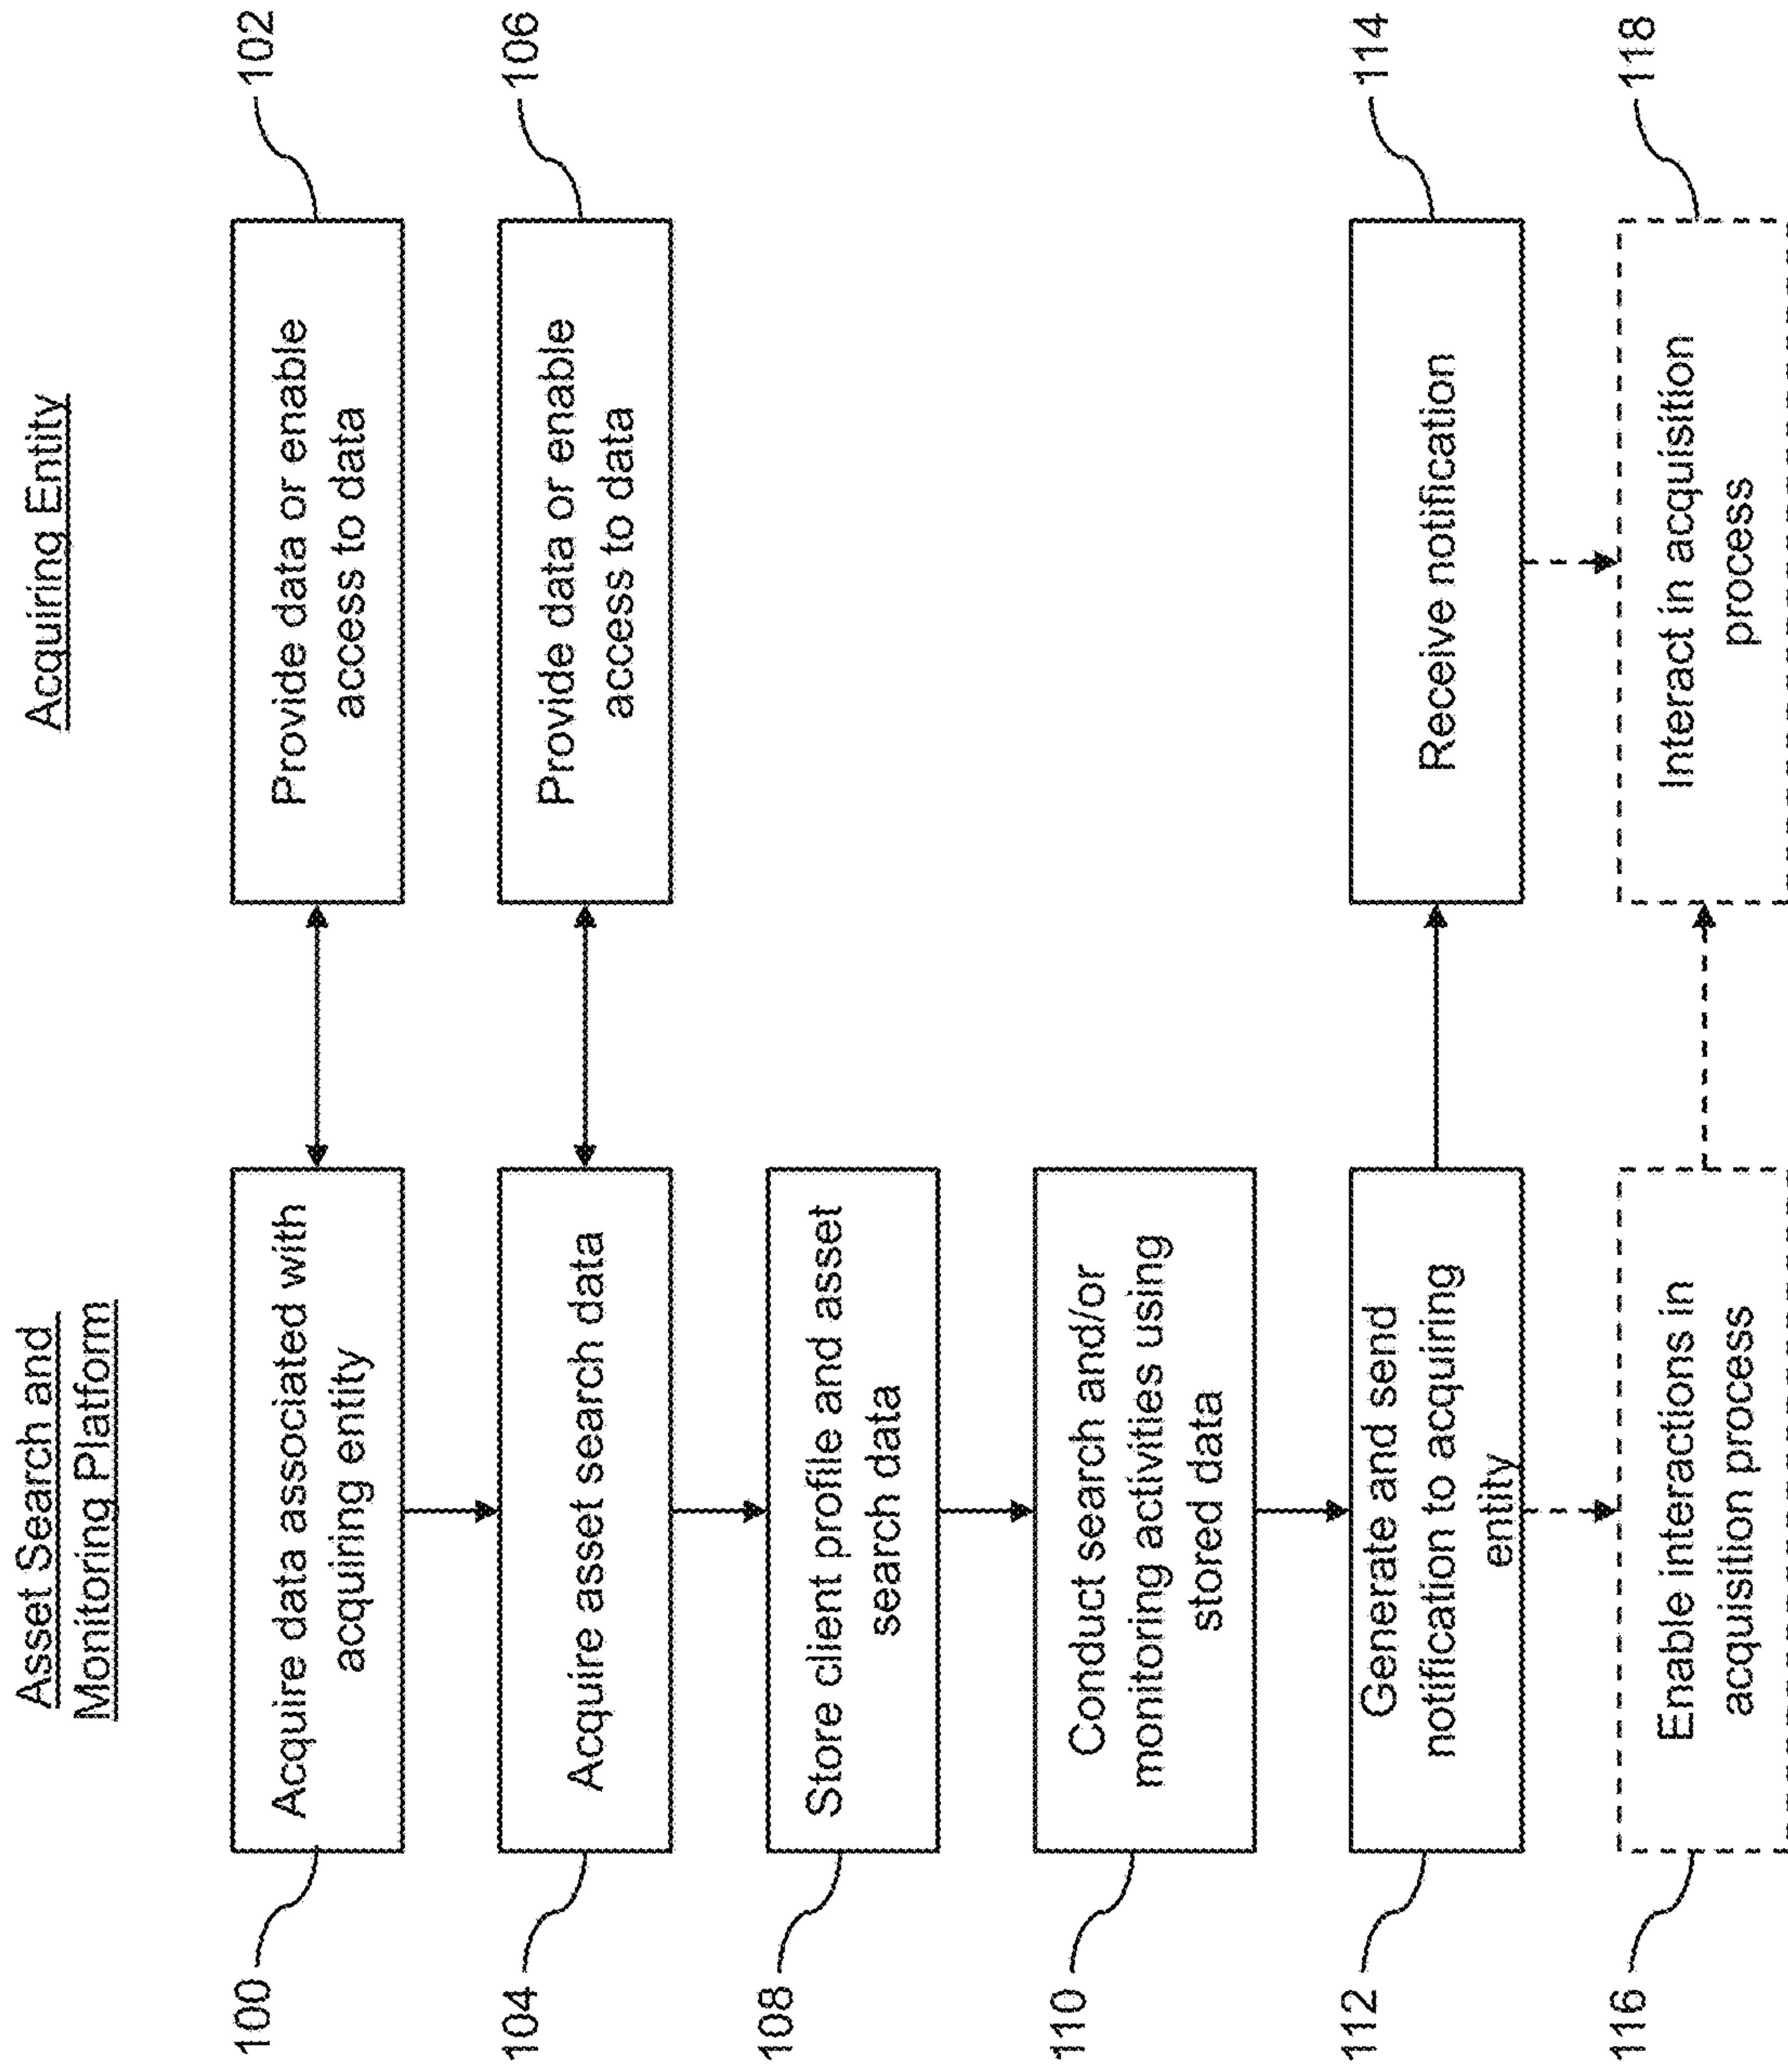 Asset Search and
Monitoring Platform
Acquiring Entity
100
Acquire data associated with
acquiring entity
Provide data or enable
access to data
102
104
Acquire asset search data
Provide data or enable
access to data
106
108
Store client profile and asset
search data
110
Conduct search and/or
monitoring activities using
stored data
112
Generate and send
notification to acquiring
entity
Receive notification
114
116
Enable interactions in
acquisition process
Interact in acquisition
process
118